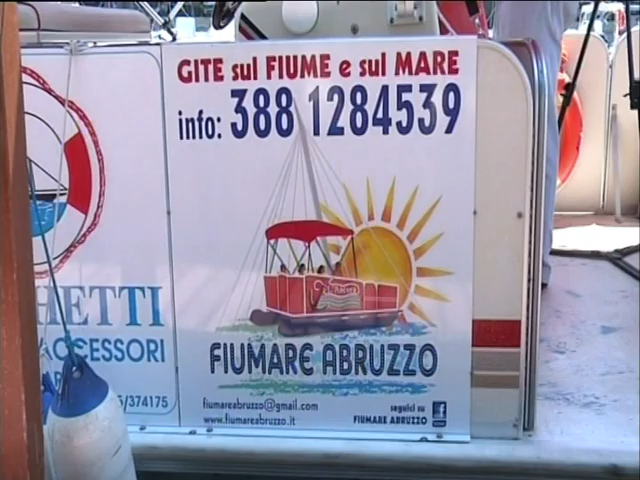 GITE sul FIUME e sul MARE
info: 388 1284539
FIUMARE ABRUZZO
fiumareabruzzo@gmail.com
www.fiumareabruzzo.it
seguici su
FIUMARE ABRUZZO
HETTI
ACCESSORI
5/374175